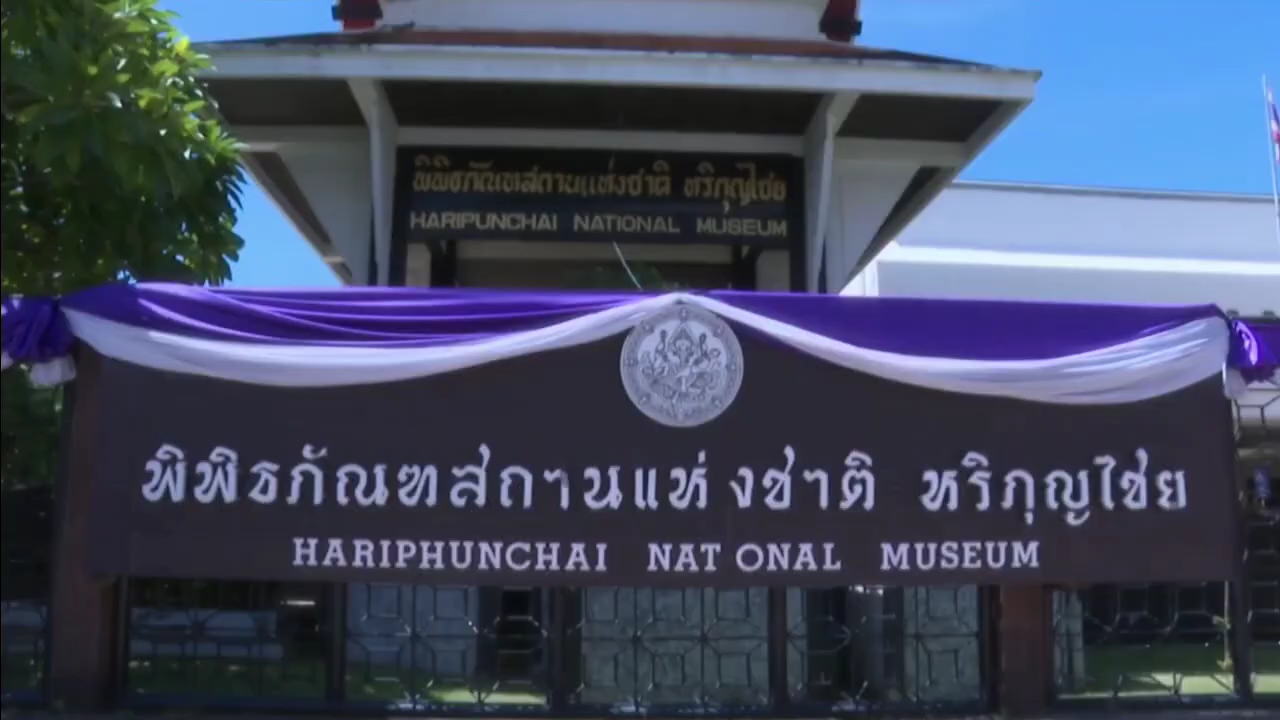 พิพิธภัณฑสถานแห่งชาติ หริภุญไชย
HARIPUNCHAI NATIONAL MUSEUM
พิพิธภัณฑสถานแห่งชาติ หริภุญไชย
HARIPHUNCHAI NAT ONAL MUSEUM